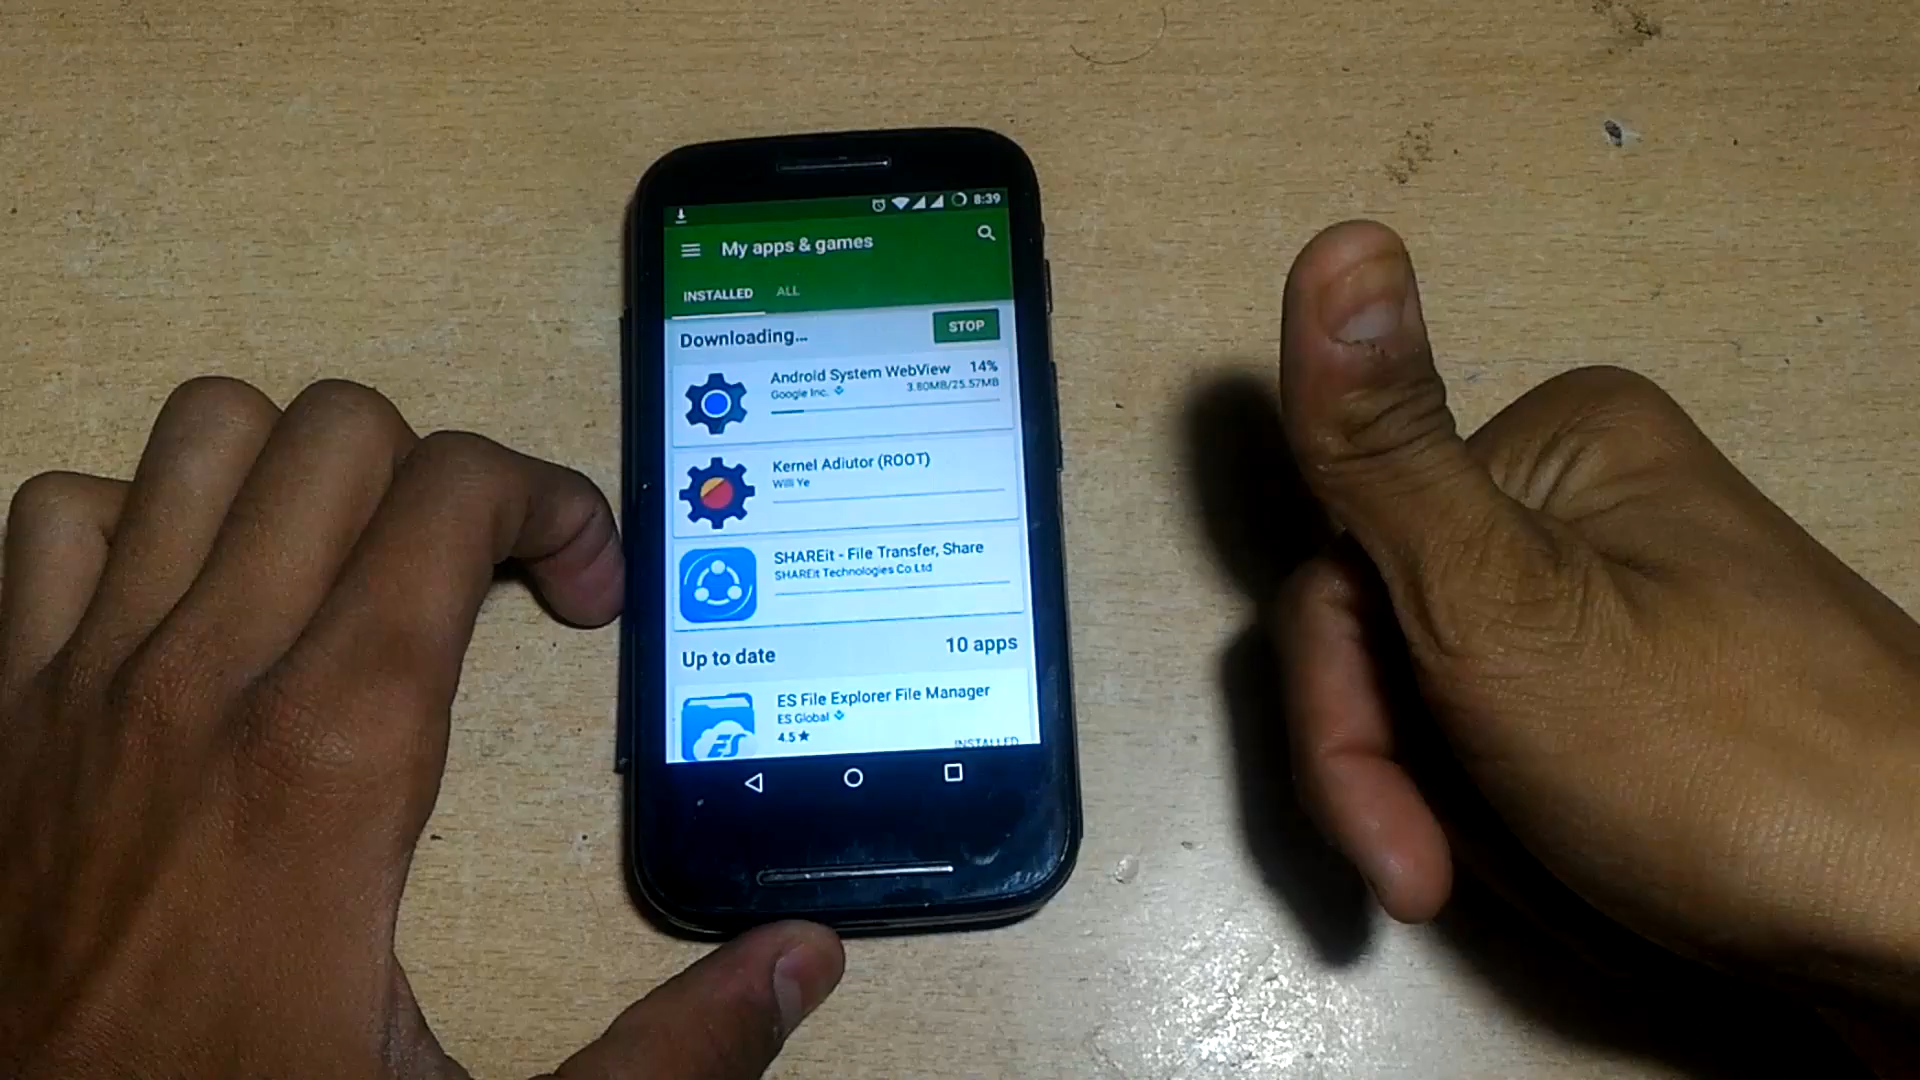 8:39
My apps & games
INSTALLED ALL
Downloading... STOP
Android System WebView 14%
Google Inc. 3.80MB/25.57MB
Kernel Adiutor (ROOT)
Willi Ye
SHAREit - File Transfer, Share
SHAREit Technologies Co.Ltd
Up to date 10 apps
ES File Explorer File Manager
ES Global
4.5★
INSTALLED
ES